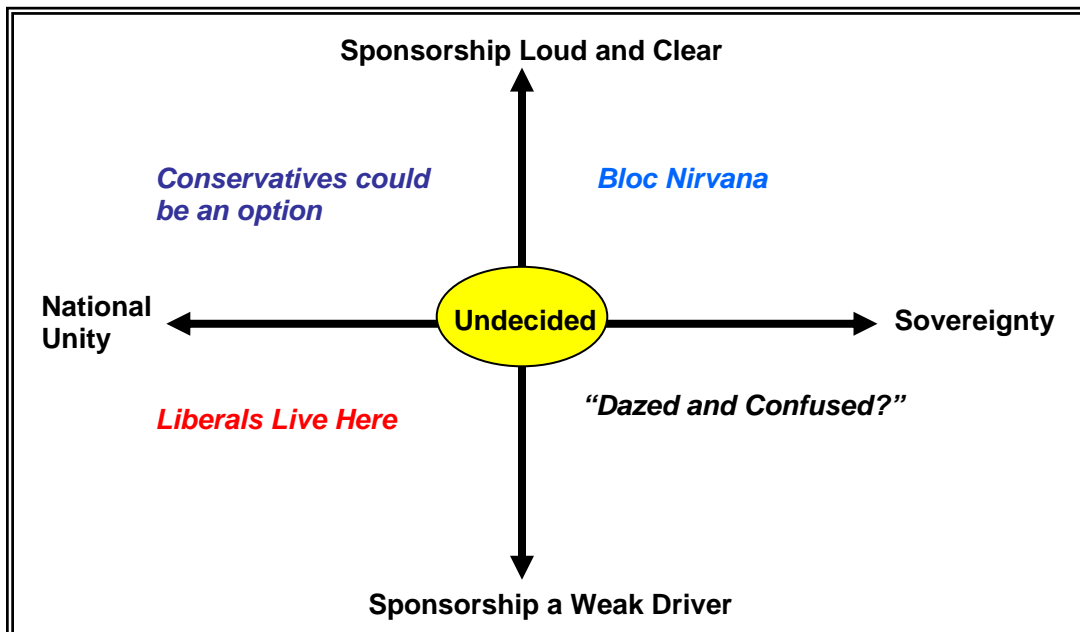 Sponsorship Loud and Clear
Conservatives could
be an option
Bloc Nirvana
National
Unity
Undecided
Sovereignty
Liberals Live Here
“Dazed and Confused?”
Sponsorship a Weak Driver